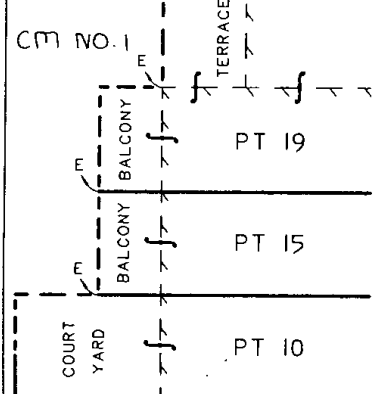 CM NO.1
TERRACE
E
BALCONY
PT 19
E
BALCONY
PT 15
E
COURT
YARD
PT 10